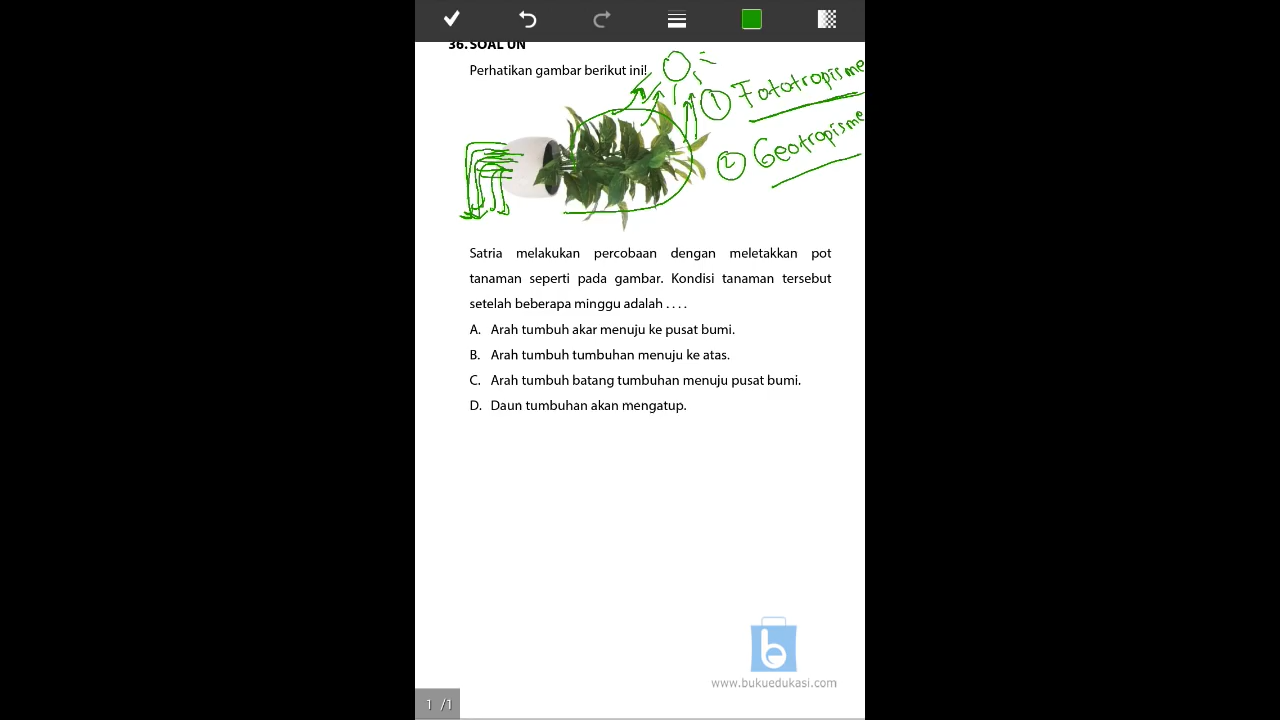 36. SOAL UN
Perhatikan gambar berikut ini!
① Fototropisme
② Geotropisme
Satria melakukan percobaan dengan meletakkan pot
tanaman seperti pada gambar. Kondisi tanaman tersebut
setelah beberapa minggu adalah . . . .
A. Arah tumbuh akar menuju ke pusat bumi.
B. Arah tumbuh tumbuhan menuju ke atas.
C. Arah tumbuh batang tumbuhan menuju pusat bumi.
D. Daun tumbuhan akan mengatup.
b
www.bukuedukasi.com
1 /1